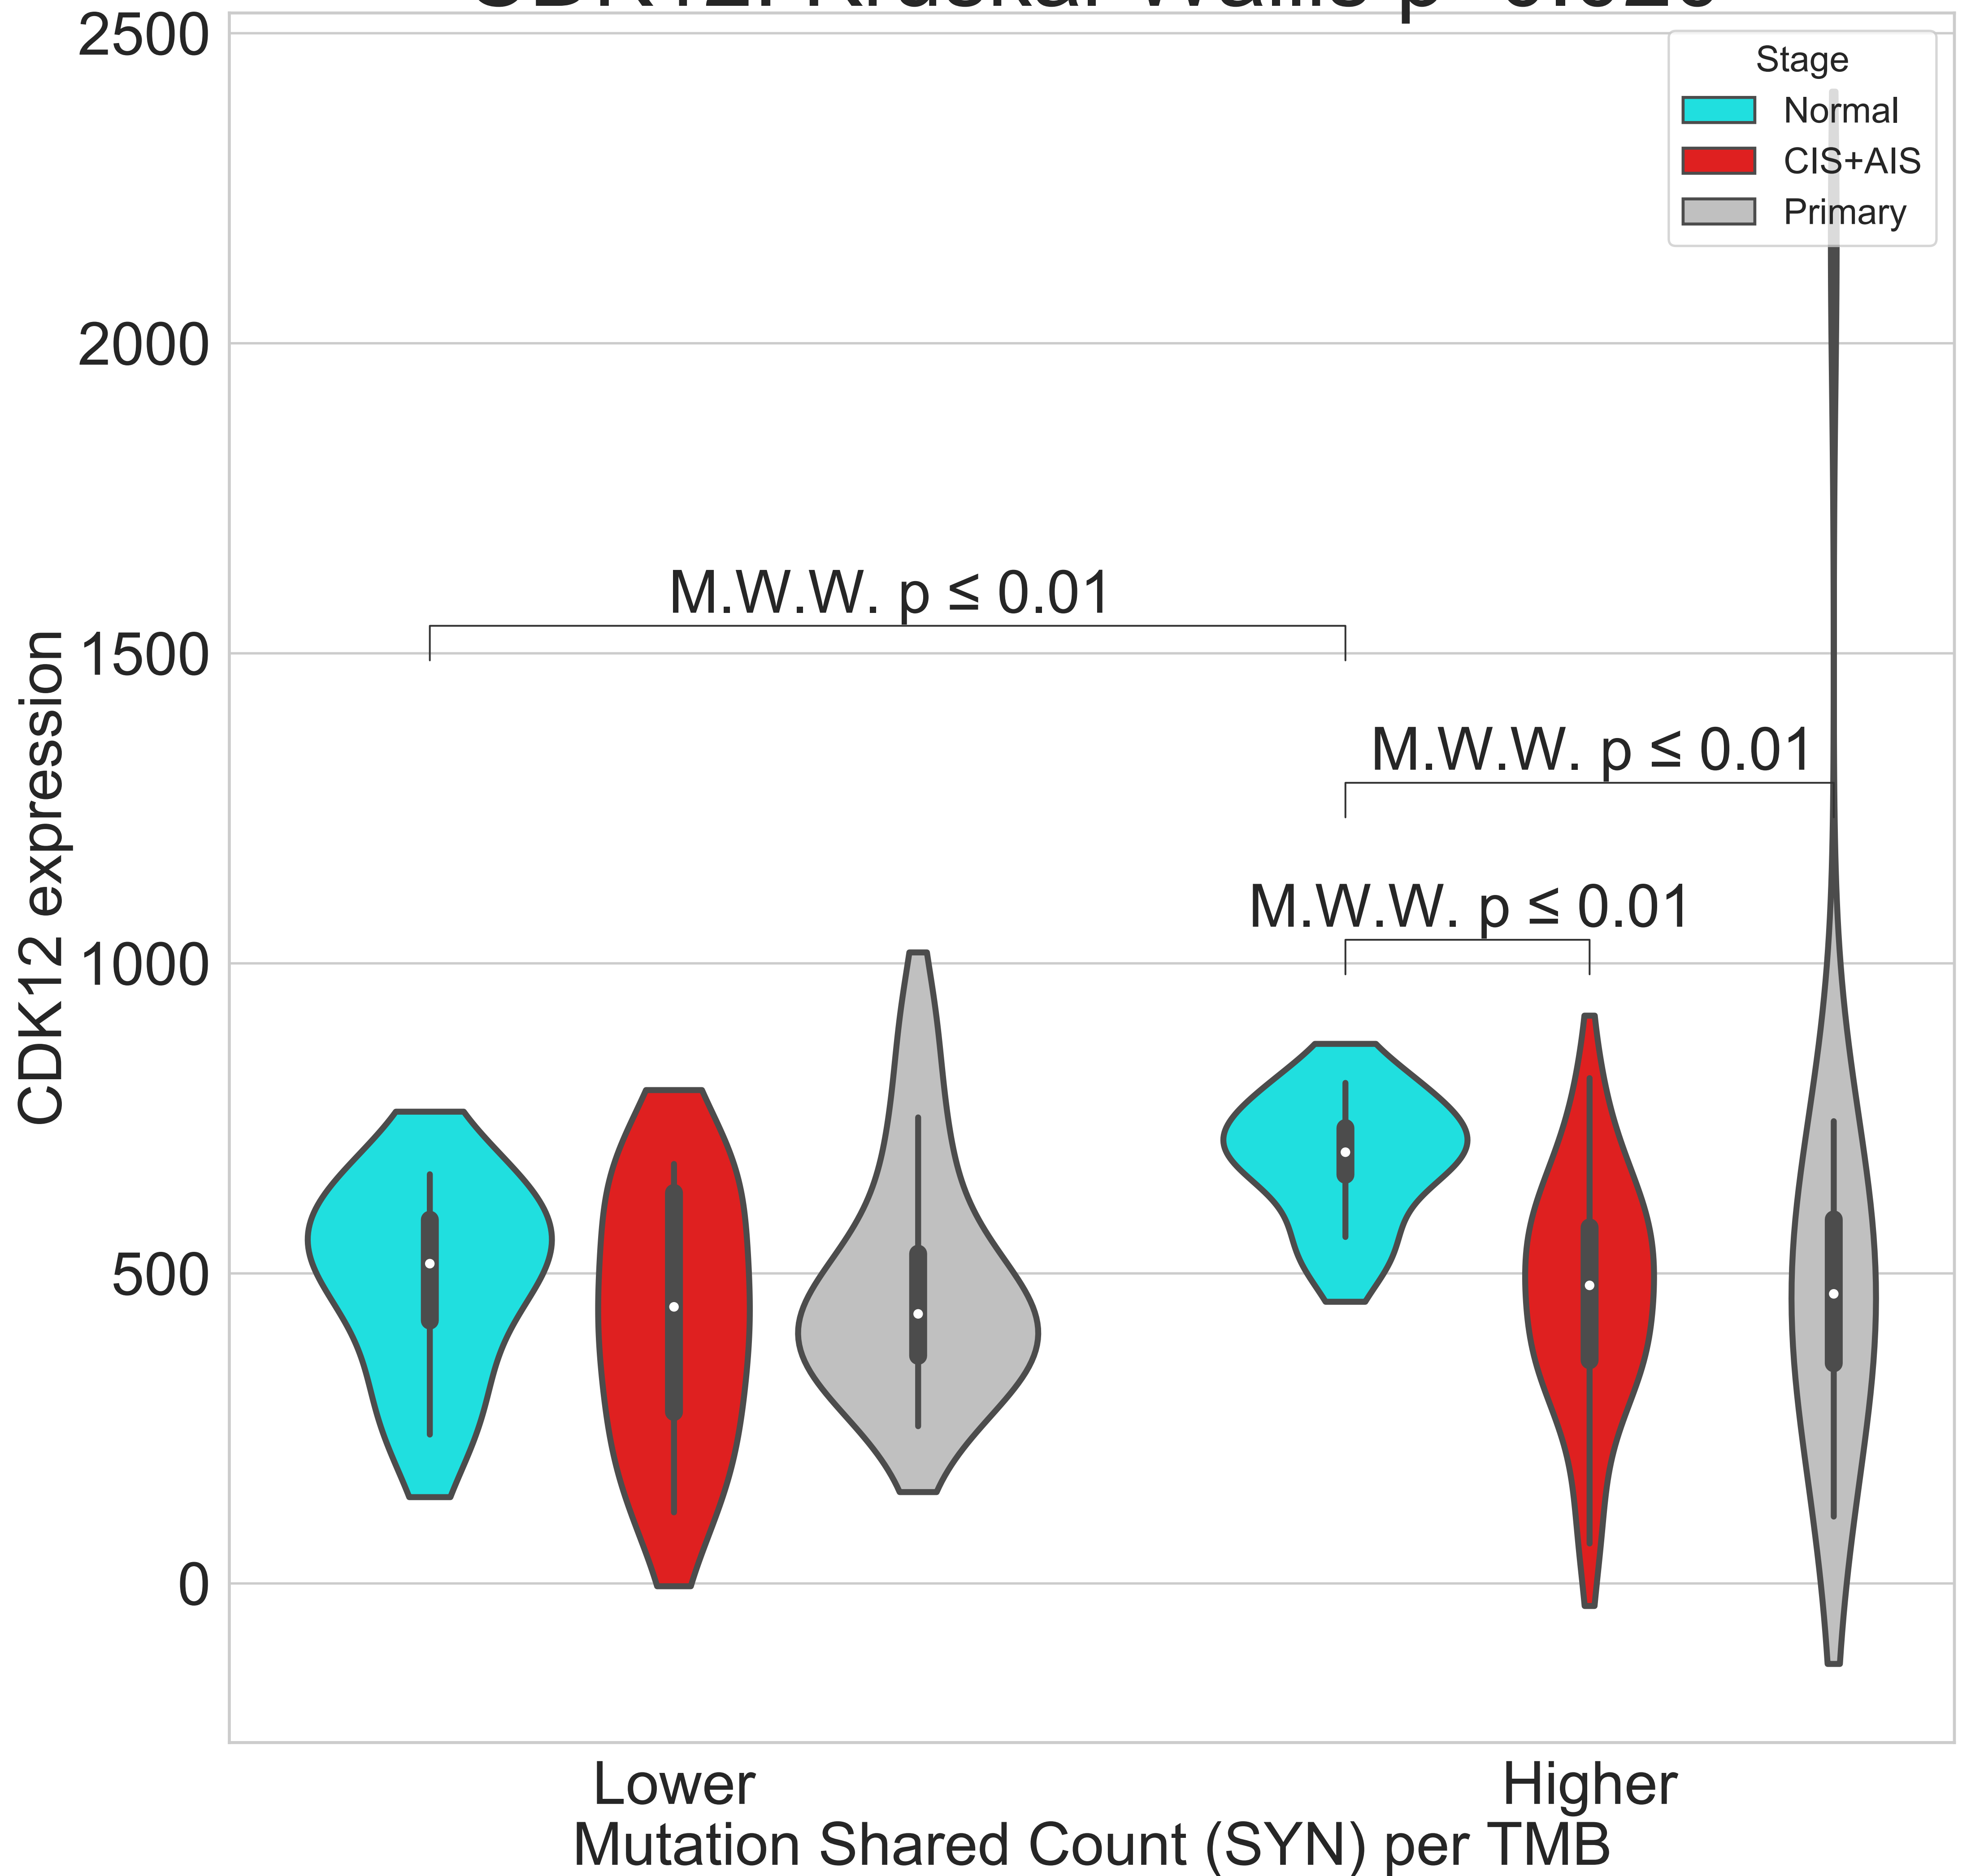 2500
2000
1500
1000
500
0
CDK12 expression
Stage
Normal
CIS+AIS
Primary
M.W.W. p ≤ 0.01
M.W.W. p ≤ 0.01
M.W.W. p ≤ 0.01
Lower
Higher
Mutation Shared Count (SYN) per TMB